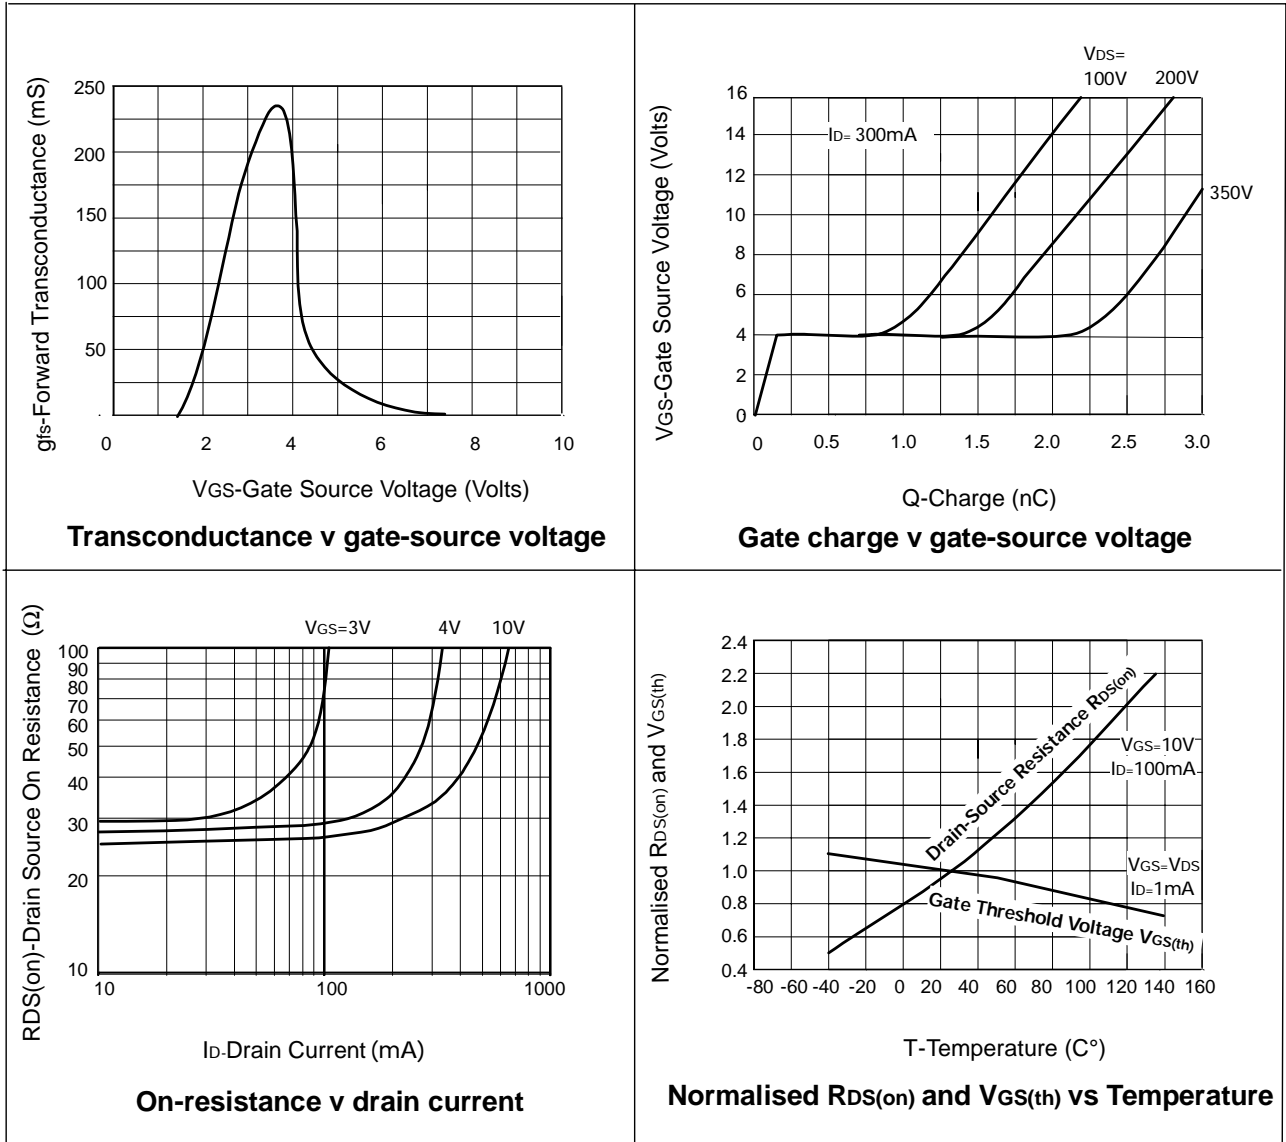 gfs-Forward Transconductance (mS)
250
200
150
100
50
0
2
4
6
8
10
VGS-Gate Source Voltage (Volts)
Transconductance v gate-source voltage
VGS-Gate Source Voltage (Volts)
VDS=
100V
200V
350V
ID= 300mA
16
14
12
10
8
6
4
2
0
0
0.5
1.0
1.5
2.0
2.5
3.0
Q-Charge (nC)
Gate charge v gate-source voltage
RDS(on)-Drain Source On Resistance (Ω)
VGS=3V
4V
10V
100
90
80
70
60
50
40
30
20
10
10
100
1000
ID-Drain Current (mA)
On-resistance v drain current
Normalised RDS(on) and VGS(th)
2.4
2.2
2.0
1.8
1.6
1.4
1.2
1.0
0.8
0.6
0.4
Drain-Source Resistance RDS(on)
VGS=10V
ID=100mA
VGS=VDS
ID=1mA
Gate Threshold Voltage VGS(th)
-80 -60 -40 -20 0 20 40 60 80 100 120 140 160
T-Temperature (C°)
Normalised RDS(on) and VGS(th) vs Temperature